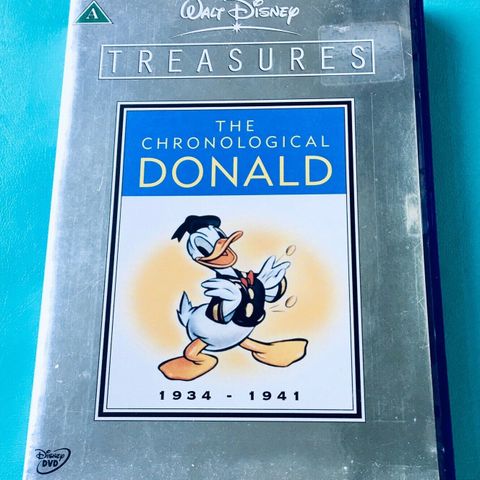 A
WALT DISNEY
TREASURES
THE
CHRONOLOGICAL
DONALD
1934 - 1941
Disney
DVD